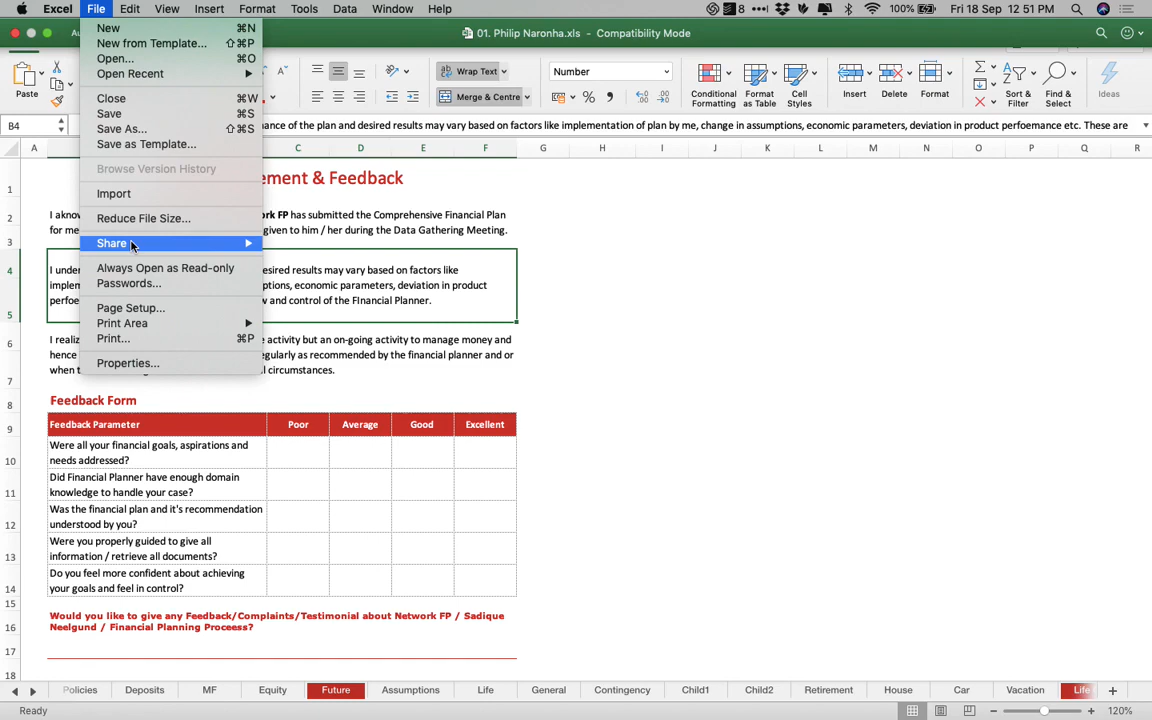 Excel File Edit View Insert Format Tools Data Window Help
8 100% Fri 18 Sep 12:51 PM
01. Philip Naronha.xls - Compatibility Mode
New ⌘N
New from Template... ⇧⌘P
Open... ⌘O
Open Recent
Close ⌘W
Save ⌘S
Save As... ⇧⌘S
Save as Template...
Browse Version History
Import
Reduce File Size...
Share
Always Open as Read-only
Passwords...
Page Setup...
Print Area
Print... ⌘P
Properties...
Paste
Wrap Text
Merge & Centre
Number
Conditional Formatting
Format as Table
Cell Styles
Insert
Delete
Format
Sort & Filter
Find & Select
Ideas
B4
ance of the plan and desired results may vary based on factors like implementation of plan by me, change in assumptions, economic parameters, deviation in product perfoemance etc. These are
A C D E F G H I J K L M N O P Q R
1 ement & Feedback
2 I aknow rk FP has submitted the Comprehensive Financial Plan
3 for me given to him / her during the Data Gathering Meeting.
4 I under esired results may vary based on factors like
implem ptions, economic parameters, deviation in product
5 perfoe w and control of the FInancial Planner.
6 I realiz e activity but an on-going activity to manage money and
hence egularly as recommended by the financial planner and or
7 when t l circumstances.
8 Feedback Form
9 Feedback Parameter Poor Average Good Excellent
Were all your financial goals, aspirations and
10 needs addressed?
Did Financial Planner have enough domain
11 knowledge to handle your case?
Was the financial plan and it's recommendation
12 understood by you?
Were you properly guided to give all
13 information / retrieve all documents?
Do you feel more confident about achieving
14 your goals and feel in control?
15
Would you like to give any Feedback/Complaints/Testimonial about Network FP / Sadique
16 Neelgund / Financial Planning Proceess?
17
18
Policies Deposits MF Equity Future Assumptions Life General Contingency Child1 Child2 Retirement House Car Vacation Life
Ready 120%